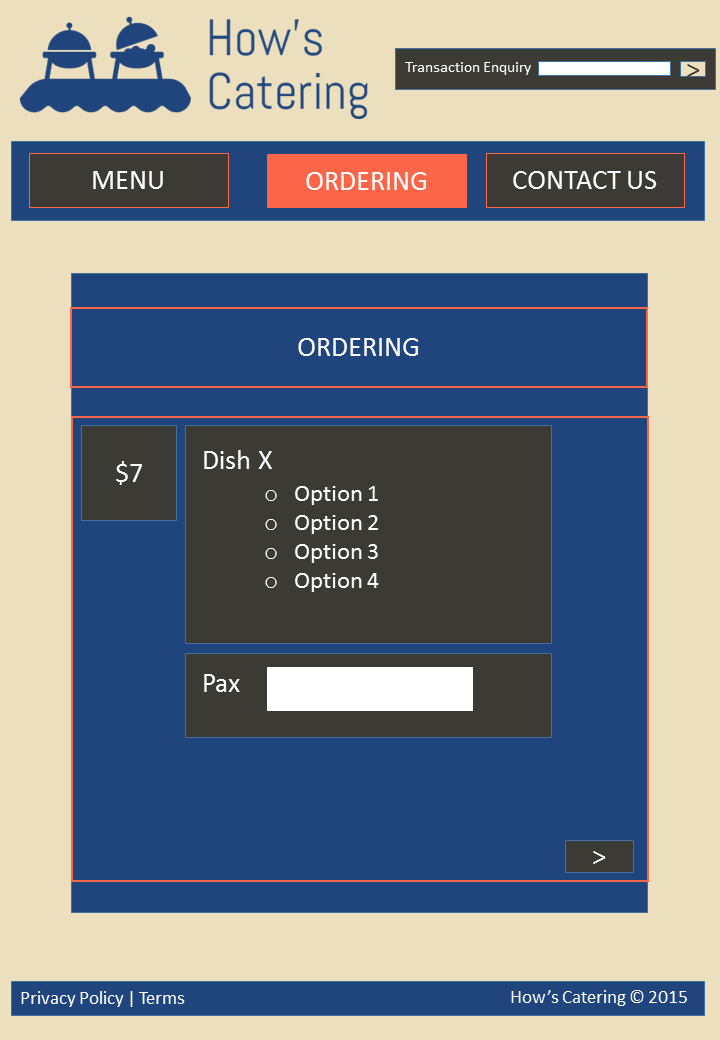 How's
Catering
Transaction Enquiry
>
MENU
ORDERING
CONTACT US
ORDERING
$7
Dish X
o Option 1
o Option 2
o Option 3
o Option 4
Pax
>
Privacy Policy | Terms
How’s Catering © 2015